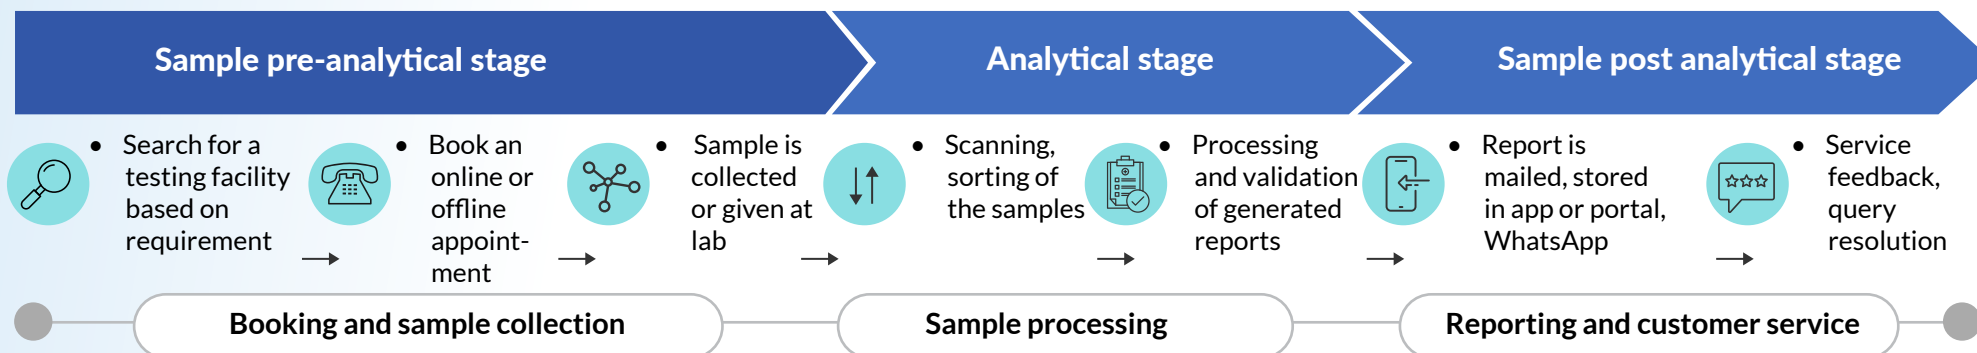 Sample pre-analytical stage
Analytical stage
Sample post analytical stage
• Search for a
testing facility
based on
requirement
• Book an
online or
offline
appoint-
ment
• Sample is
collected
or given at
lab
• Scanning,
sorting of
the samples
• Processing
and validation
of generated
reports
• Report is
mailed, stored
in app or portal,
WhatsApp
• Service
feedback,
query
resolution
Booking and sample collection
Sample processing
Reporting and customer service